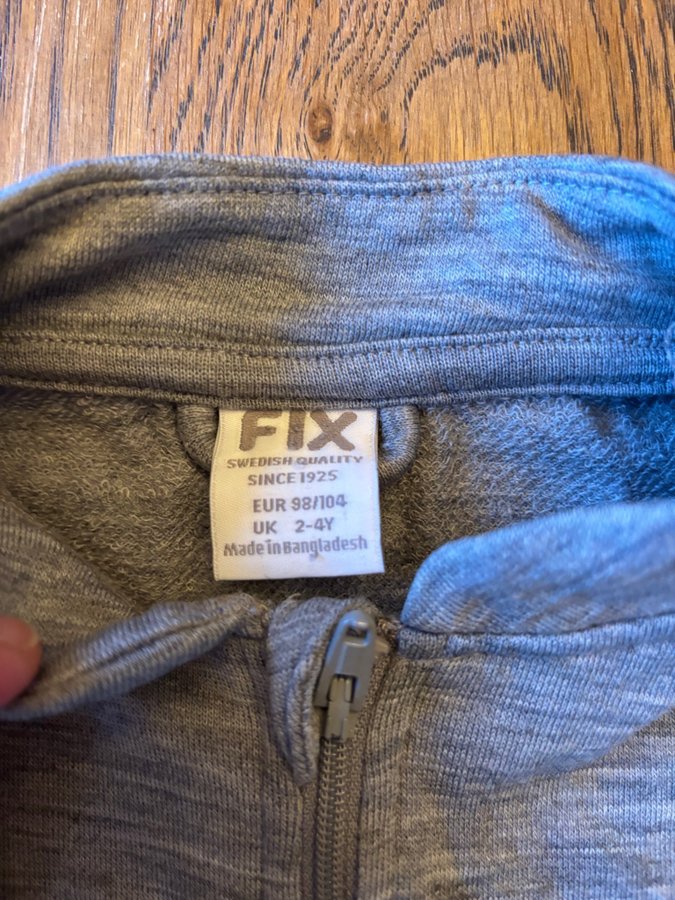 FIX
SWEDISH QUALITY
SINCE 1925
EUR 98/104
UK 2-4Y
Made in Bangladesh